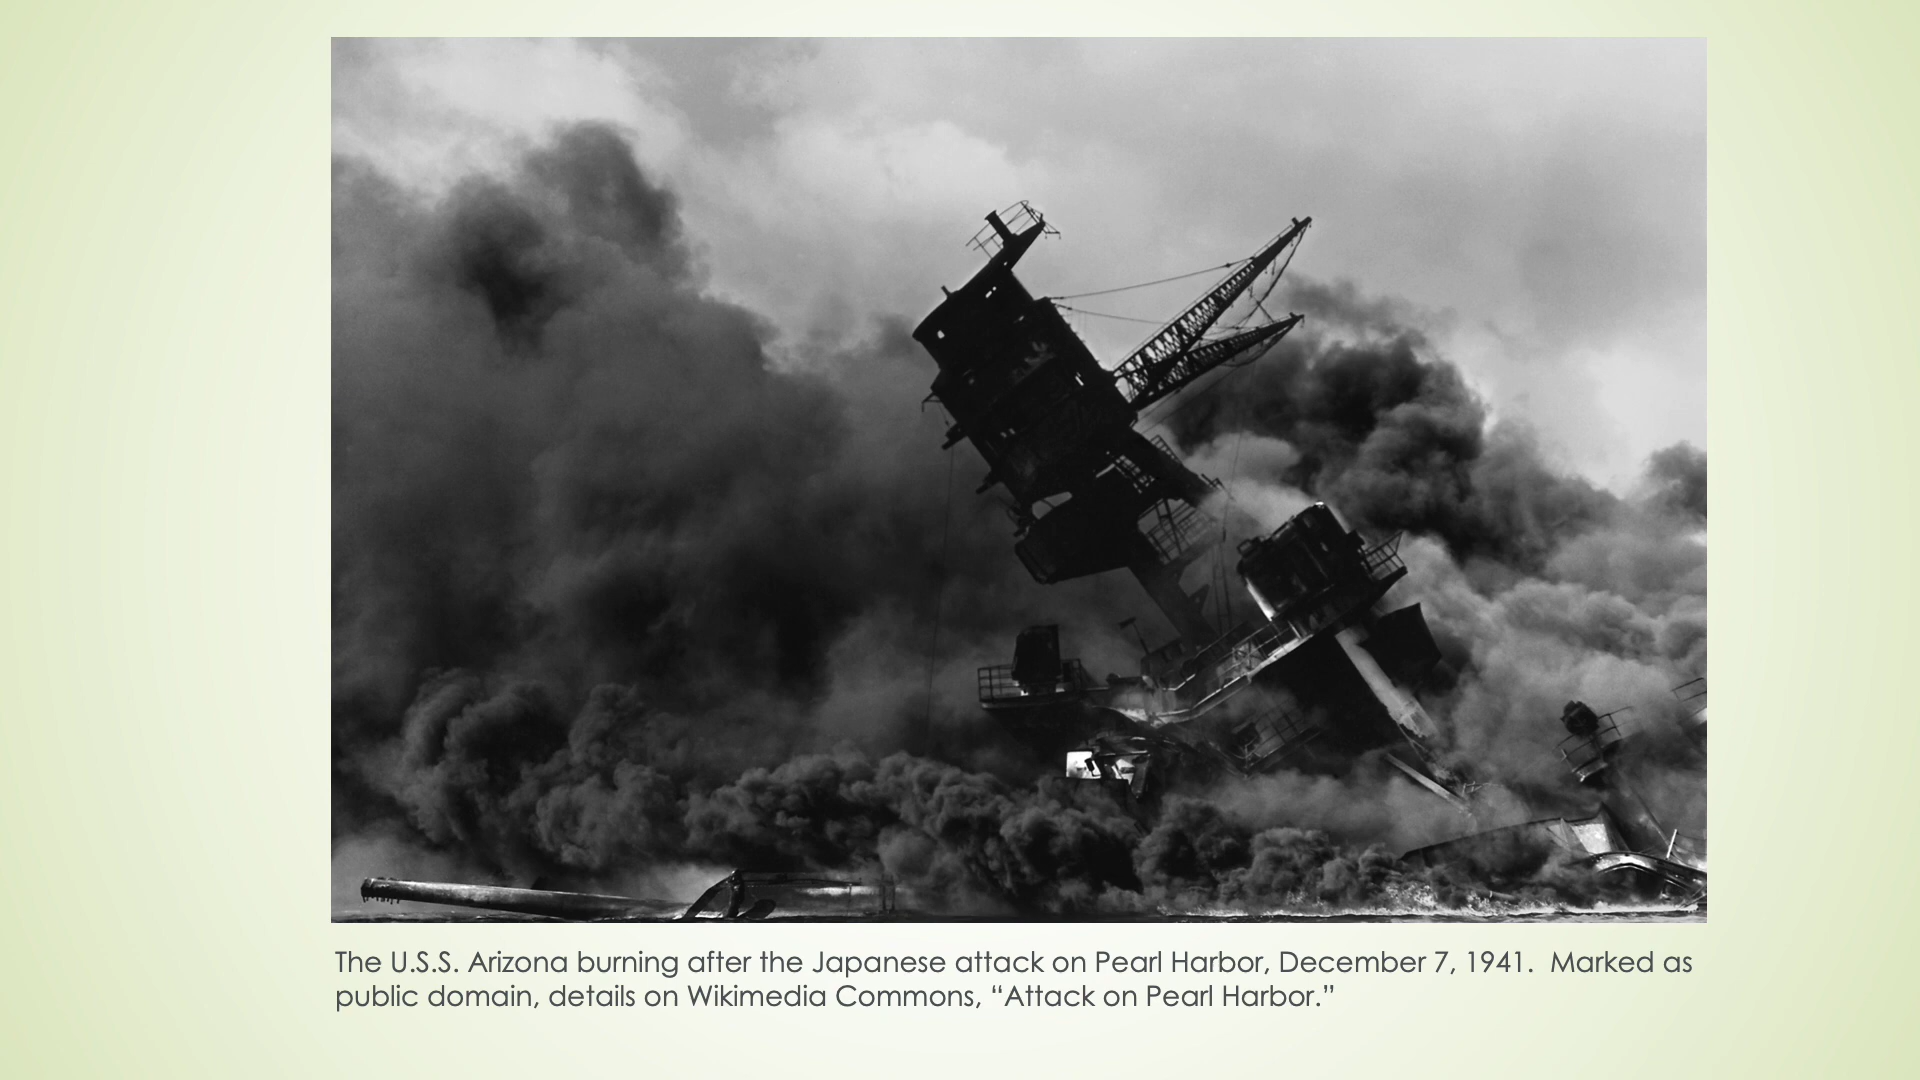 The U.S.S. Arizona burning after the Japanese attack on Pearl Harbor, December 7, 1941.  Marked as
public domain, details on Wikimedia Commons, “Attack on Pearl Harbor.”